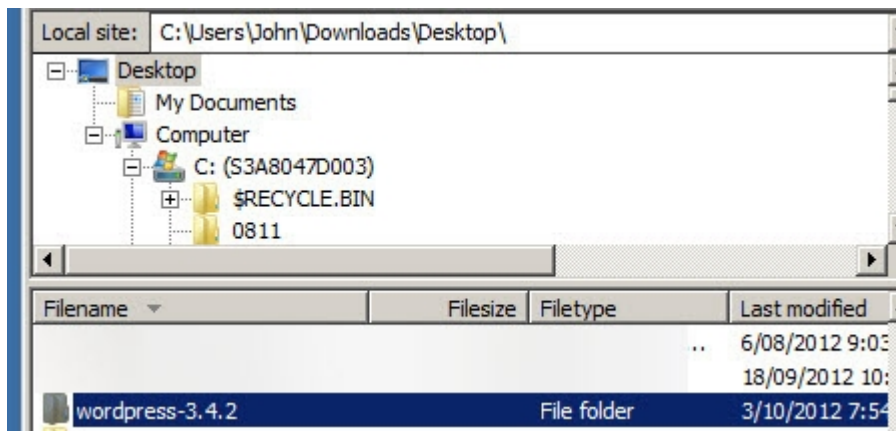 Local site: C:\Users\John\Downloads\Desktop\
Desktop
My Documents
Computer
C: (S3A8047D003)
$RECYCLE.BIN
0811
Filename Filesize Filetype Last modified
.. 6/08/2012 9:03
18/09/2012 10:
wordpress-3.4.2 File folder 3/10/2012 7:54